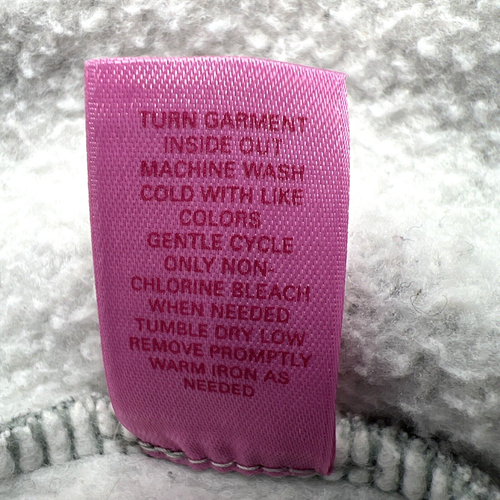 TURN GARMENT
INSIDE OUT
MACHINE WASH
COLD WITH LIKE
COLORS
GENTLE CYCLE
ONLY NON-
CHLORINE BLEACH
WHEN NEEDED
TUMBLE DRY LOW
REMOVE PROMPTLY
WARM IRON AS
NEEDED